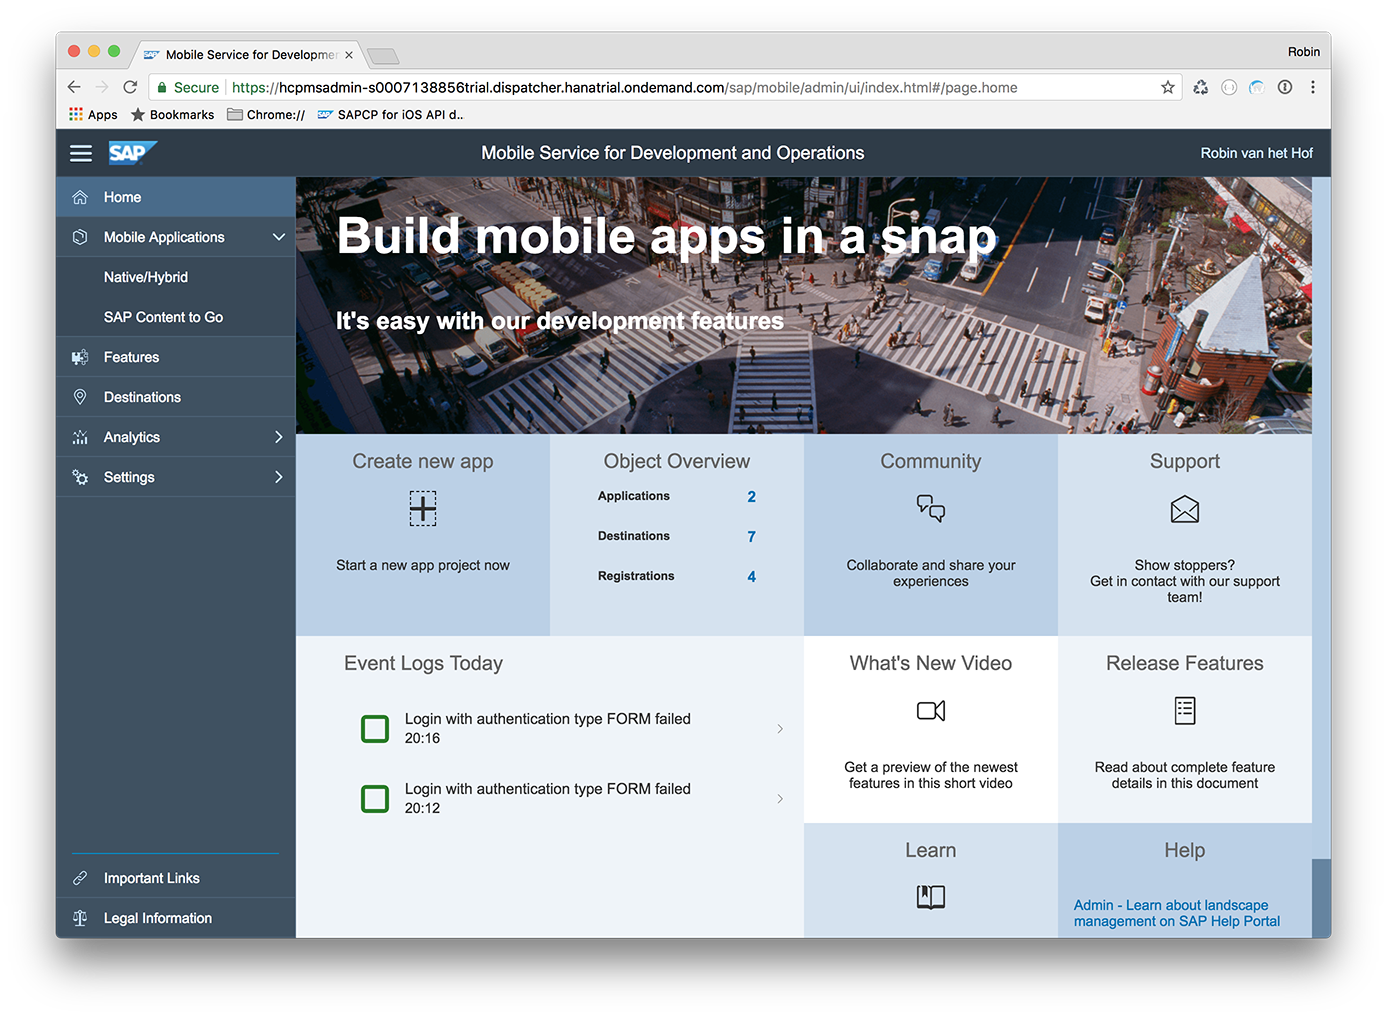 Mobile Service for Developmen
Robin
Secure
https://hcpmsadmin-s0007138856trial.dispatcher.hanatrial.ondemand.com/sap/mobile/admin/ui/index.html#/page.home
Apps
Bookmarks
Chrome://
SAPCP for iOS API d..
SAP
Mobile Service for Development and Operations
Robin van het Hof
Home
Mobile Applications
Native/Hybrid
SAP Content to Go
Features
Destinations
Analytics
Settings
Important Links
Legal Information
Build mobile apps in a snap
It's easy with our development features
Create new app
Start a new app project now
Object Overview
Applications 2
Destinations 7
Registrations 4
Community
Collaborate and share your
experiences
Support
Show stoppers?
Get in contact with our support
team!
Event Logs Today
Login with authentication type FORM failed
20:16
Login with authentication type FORM failed
20:12
What's New Video
Get a preview of the newest
features in this short video
Release Features
Read about complete feature
details in this document
Learn
Help
Admin - Learn about landscape
management on SAP Help Portal